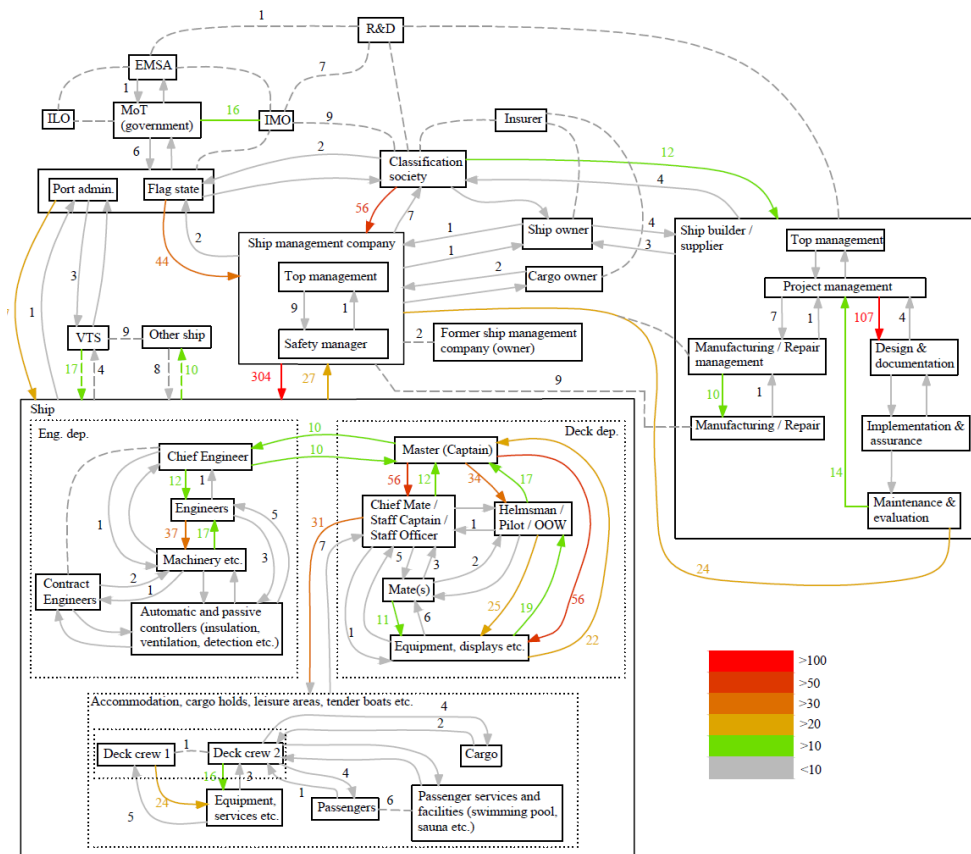 1
R&D
EMSA
7
1
ILO
MoT
(government)
16
IMO
9
Insurer
12
6
2
Classification
society
4
Port admin.
Flag state
56
7
44
2
Ship management company
1
Ship owner
4
3
Ship builder /
supplier
Top management
Top management
1
2
Cargo owner
Project management
3
9
1
107
4
7
1
1
VTS
9
Other ship
Safety manager
2
Former ship management
company (owner)
Manufacturing / Repair
management
Design &
documentation
17
4
8
10
304
27
9
10
1
Ship
Manufacturing / Repair
Implementation &
assurance
Eng. dep.
Deck dep.
10
10
Chief Engineer
Master (Captain)
12
1
56
12
34
17
14
Engineers
Chief Mate /
Staff Captain /
Staff Officer
Helmsman /
Pilot / OOW
Maintenance &
evaluation
5
31
1
37
17
1
7
3
Machinery etc.
5
3
2
24
Contract
Engineers
2
1
Mate(s)
25
56
Automatic and passive
controllers (insulation,
ventilation, detection etc.)
11
6
19
1
Equipment, displays etc.
22
>100
>50
>30
>20
>10
<10
Accommodation, cargo holds, leisure areas, tender boats etc.
4
2
Deck crew 1
1
Deck crew 2
Cargo
16
3
4
24
1
5
Equipment,
services etc.
Passengers
6
Passenger services and
facilities (swimming pool,
sauna etc.)